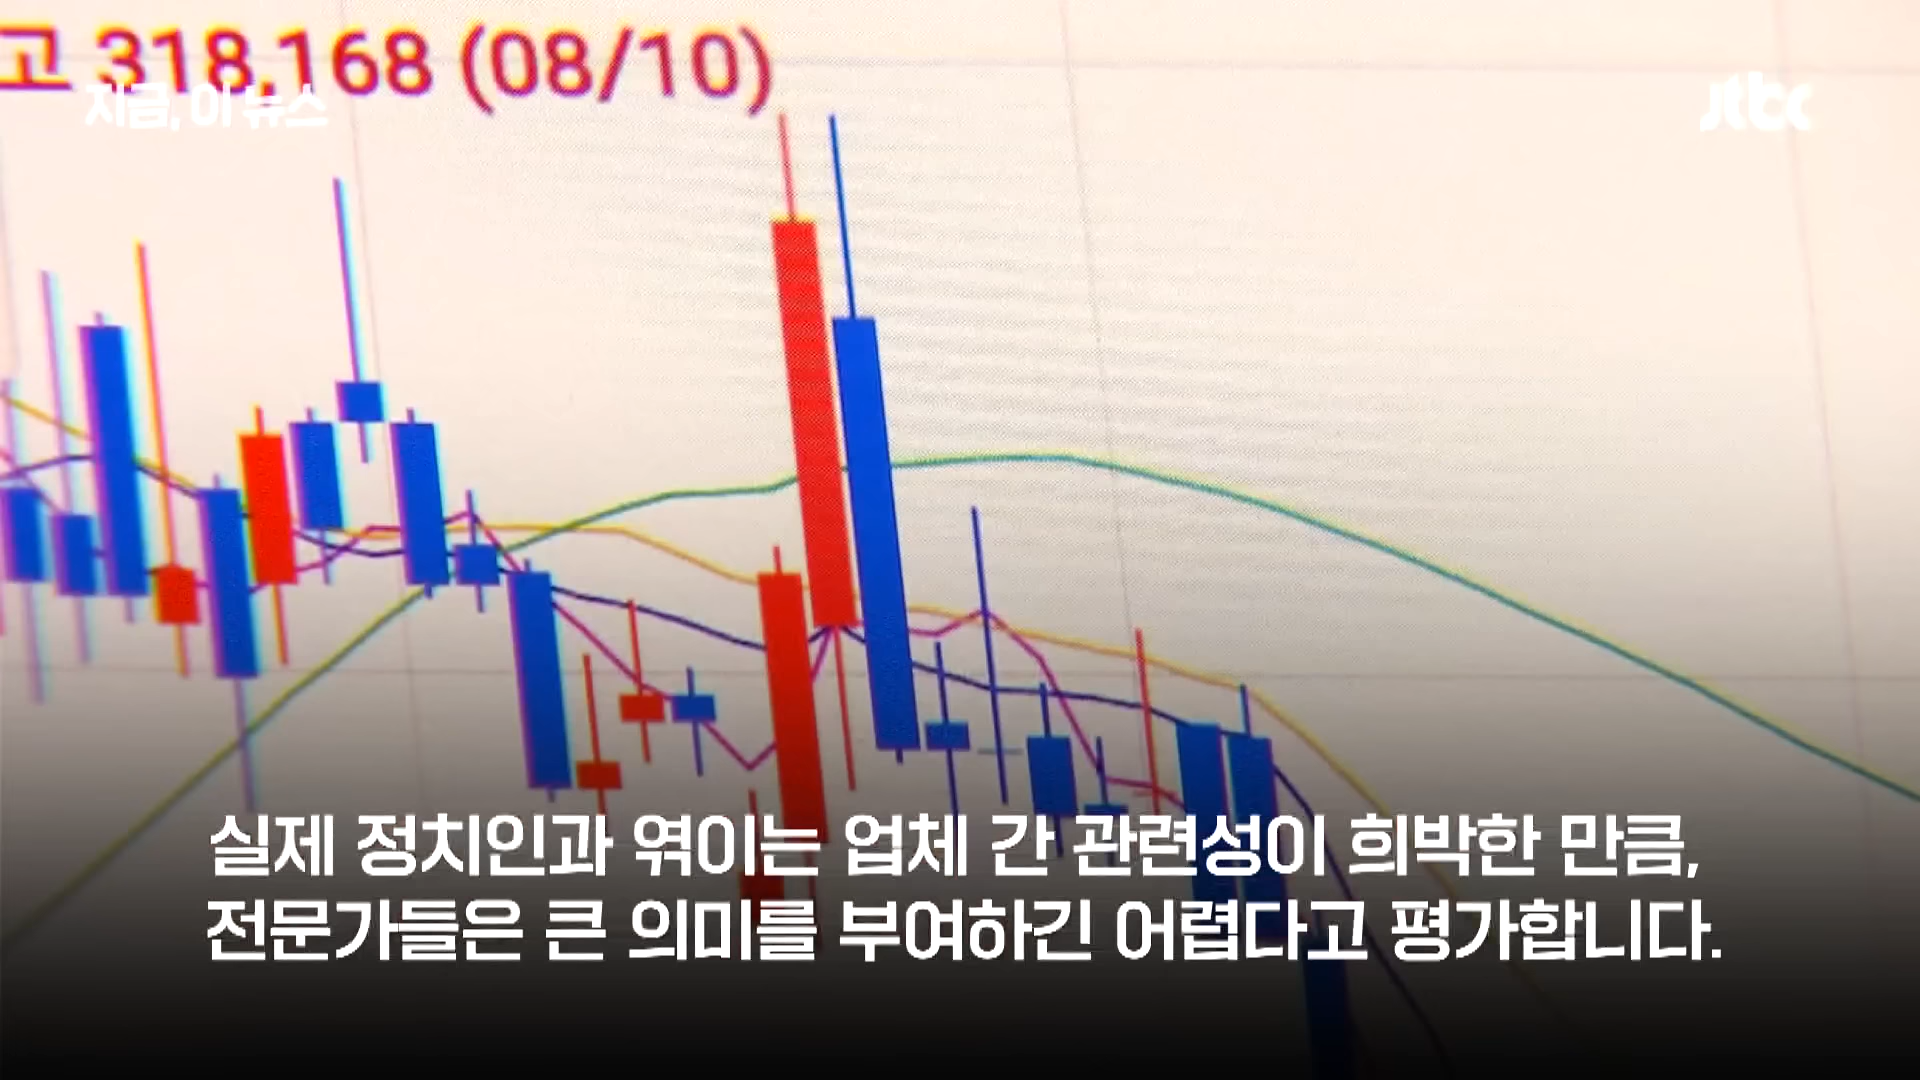 고 318,168 (08/10)
지금, 이 뉴스
jtbc
실제 정치인과 엮이는 업체 간 관련성이 희박한 만큼,
전문가들은 큰 의미를 부여하긴 어렵다고 평가합니다.